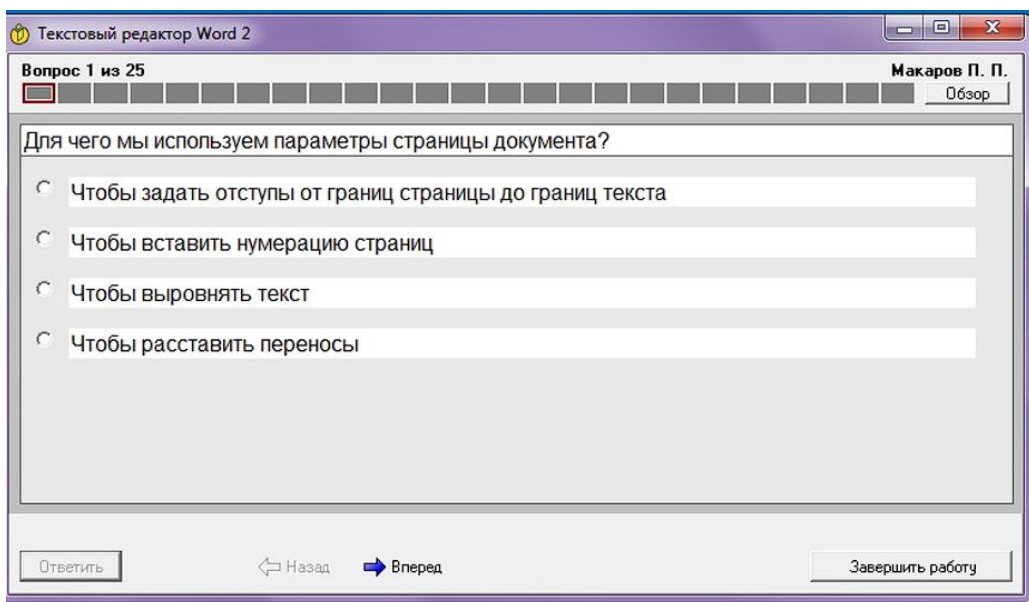 Текстовый редактор Word 2
Вопрос 1 из 25
Макаров П. П.
Обзор
Для чего мы используем параметры страницы документа?
Чтобы задать отступы от границ страницы до границ текста
Чтобы вставить нумерацию страниц
Чтобы выровнять текст
Чтобы расставить переносы
Ответить
Назад
Вперед
Завершить работу